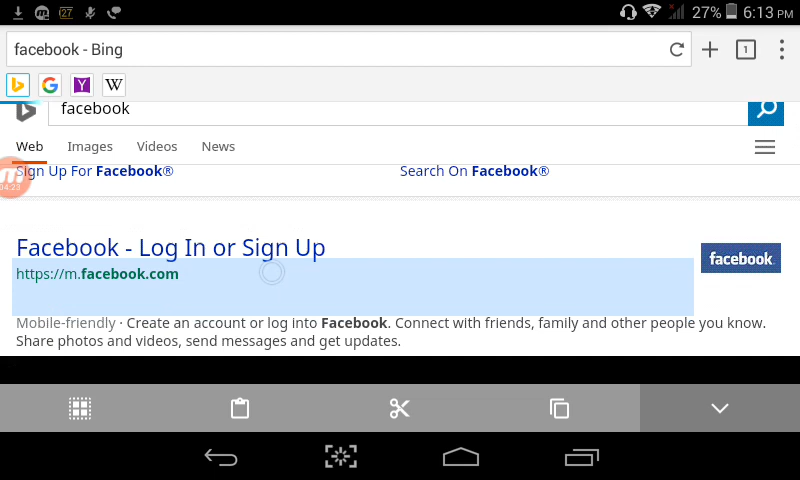 27 27% 6:13 PM
facebook - Bing 1
facebook
Web Images Videos News
Sign Up For Facebook® Search On Facebook®
04:23
Facebook - Log In or Sign Up
https://m.facebook.com
facebook
Mobile-friendly · Create an account or log into Facebook. Connect with friends, family and other people you know.
Share photos and videos, send messages and get updates.